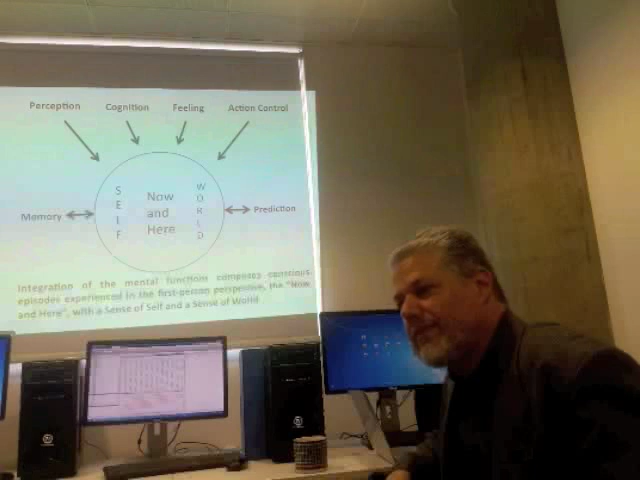 Perception Cognition Feeling Action Control
SELF
Now
and
Here
WORLD
Memory
Prediction
Integration of the mental functions composes conscious
episodes experienced in the first-person perspective, the "Now
and Here", with a Sense of Self and a Sense of World